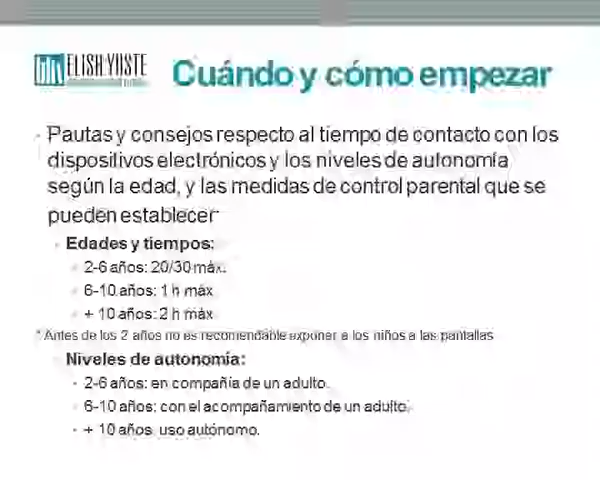 ELISA YUSTE
Cuándo y cómo empezar
Pautas y consejos respecto al tiempo de contacto con los
dispositivos electrónicos y los niveles de autonomía
según la edad, y las medidas de control parental que se
pueden establecer:
Edades y tiempos:
2-6 años: 20/30 máx.
6-10 años: 1 h máx
+ 10 años: 2 h máx
* Antes de los 2 años no es recomendable exponer a los niños a las pantallas
Niveles de autonomía:
2-6 años: en compañía de un adulto.
6-10 años: con el acompañamiento de un adulto.
+ 10 años: uso autónomo.